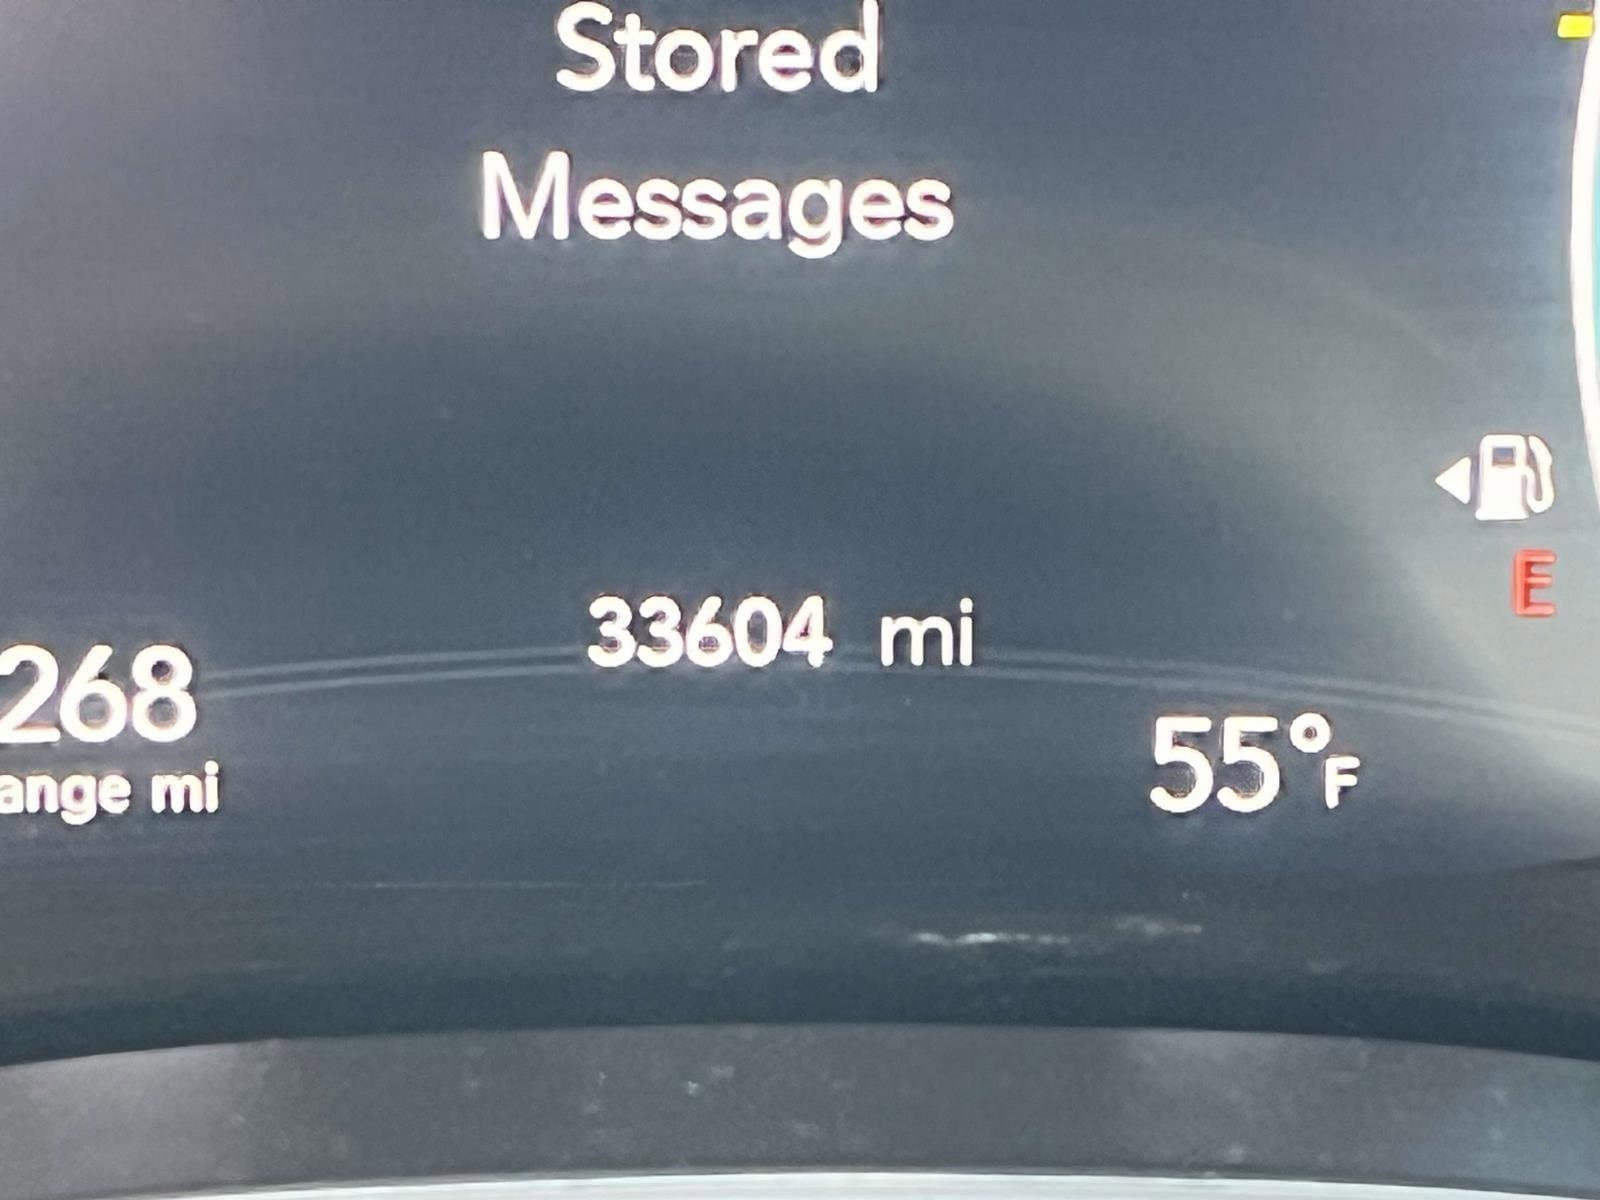 Stored
Messages
E
33604 mi
268
ange mi
55°F